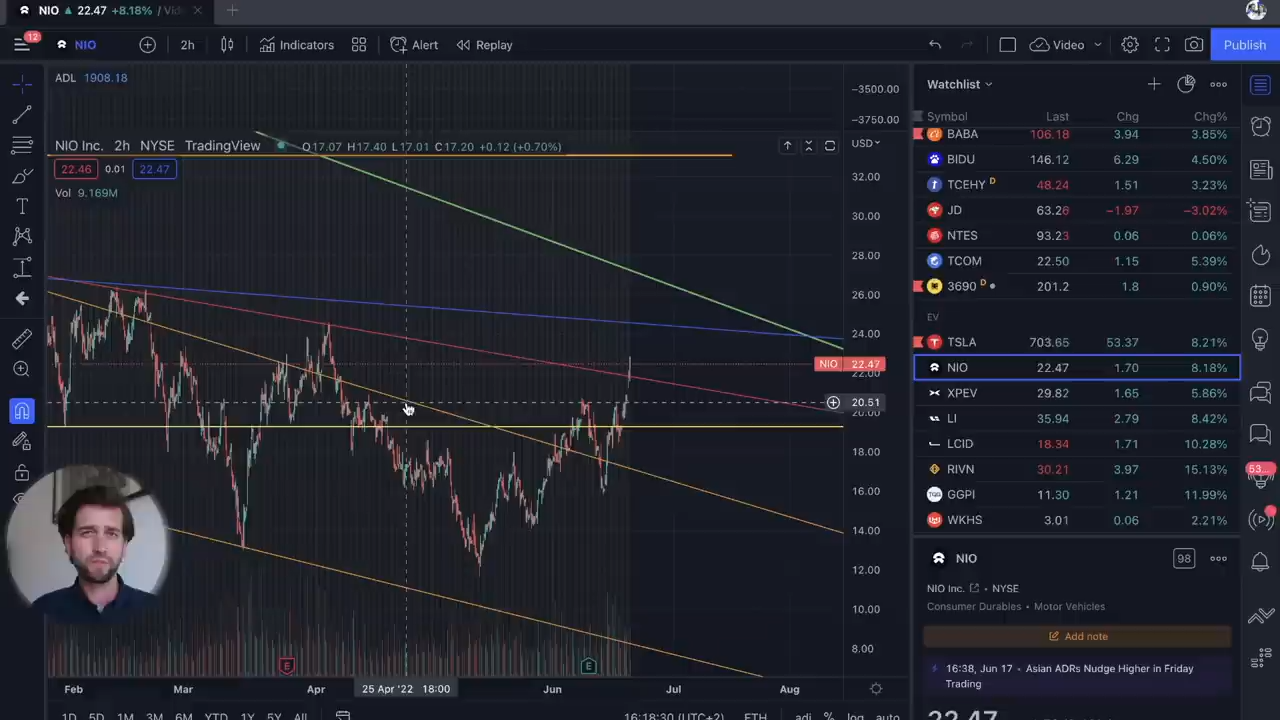 NIO ▲ 22.47 +8.18% / Vid
12
NIO
2h
Indicators
Alert
Replay
Video
Publish
ADL 1908.18
NIO Inc. 2h NYSE TradingView O17.07 H17.40 L17.01 C17.20 +0.12 (+0.70%)
22.46 0.01 22.47
Vol 9.169M
−3500.00
−3750.00
USD
32.00
30.00
28.00
26.00
24.00
NIO 22.47
22.00
20.51
20.00
18.00
16.00
14.00
12.00
10.00
8.00
E
E
Feb
Mar
Apr
25 Apr '22 18:00
Jun
Jul
Aug
1D 5D 1M 3M 6M YTD 1Y 5Y All
16:18:30 (UTC+2) ETH adj % log auto
Watchlist
Symbol Last Chg Chg%
BABA 106.18 3.94 3.85%
BIDU 146.12 6.29 4.50%
TCEHY D 48.24 1.51 3.23%
JD 63.28 −1.97 −3.02%
NTES 93.23 0.06 0.06%
TCOM 22.50 1.15 5.39%
3690 D 201.2 1.8 0.90%
EV
TSLA 703.65 53.37 8.21%
NIO 22.47 1.70 8.18%
XPEV 29.82 1.65 5.86%
LI 35.94 2.79 8.42%
LCID 18.34 1.71 10.28%
RIVN 30.21 3.97 15.13%
GGPI 11.30 1.21 11.99%
WKHS 3.01 0.06 2.21%
NIO
98
NIO Inc. • NYSE
Consumer Durables • Motor Vehicles
Add note
16:38, Jun 17 • Asian ADRs Nudge Higher in Friday
Trading
22.47
53...